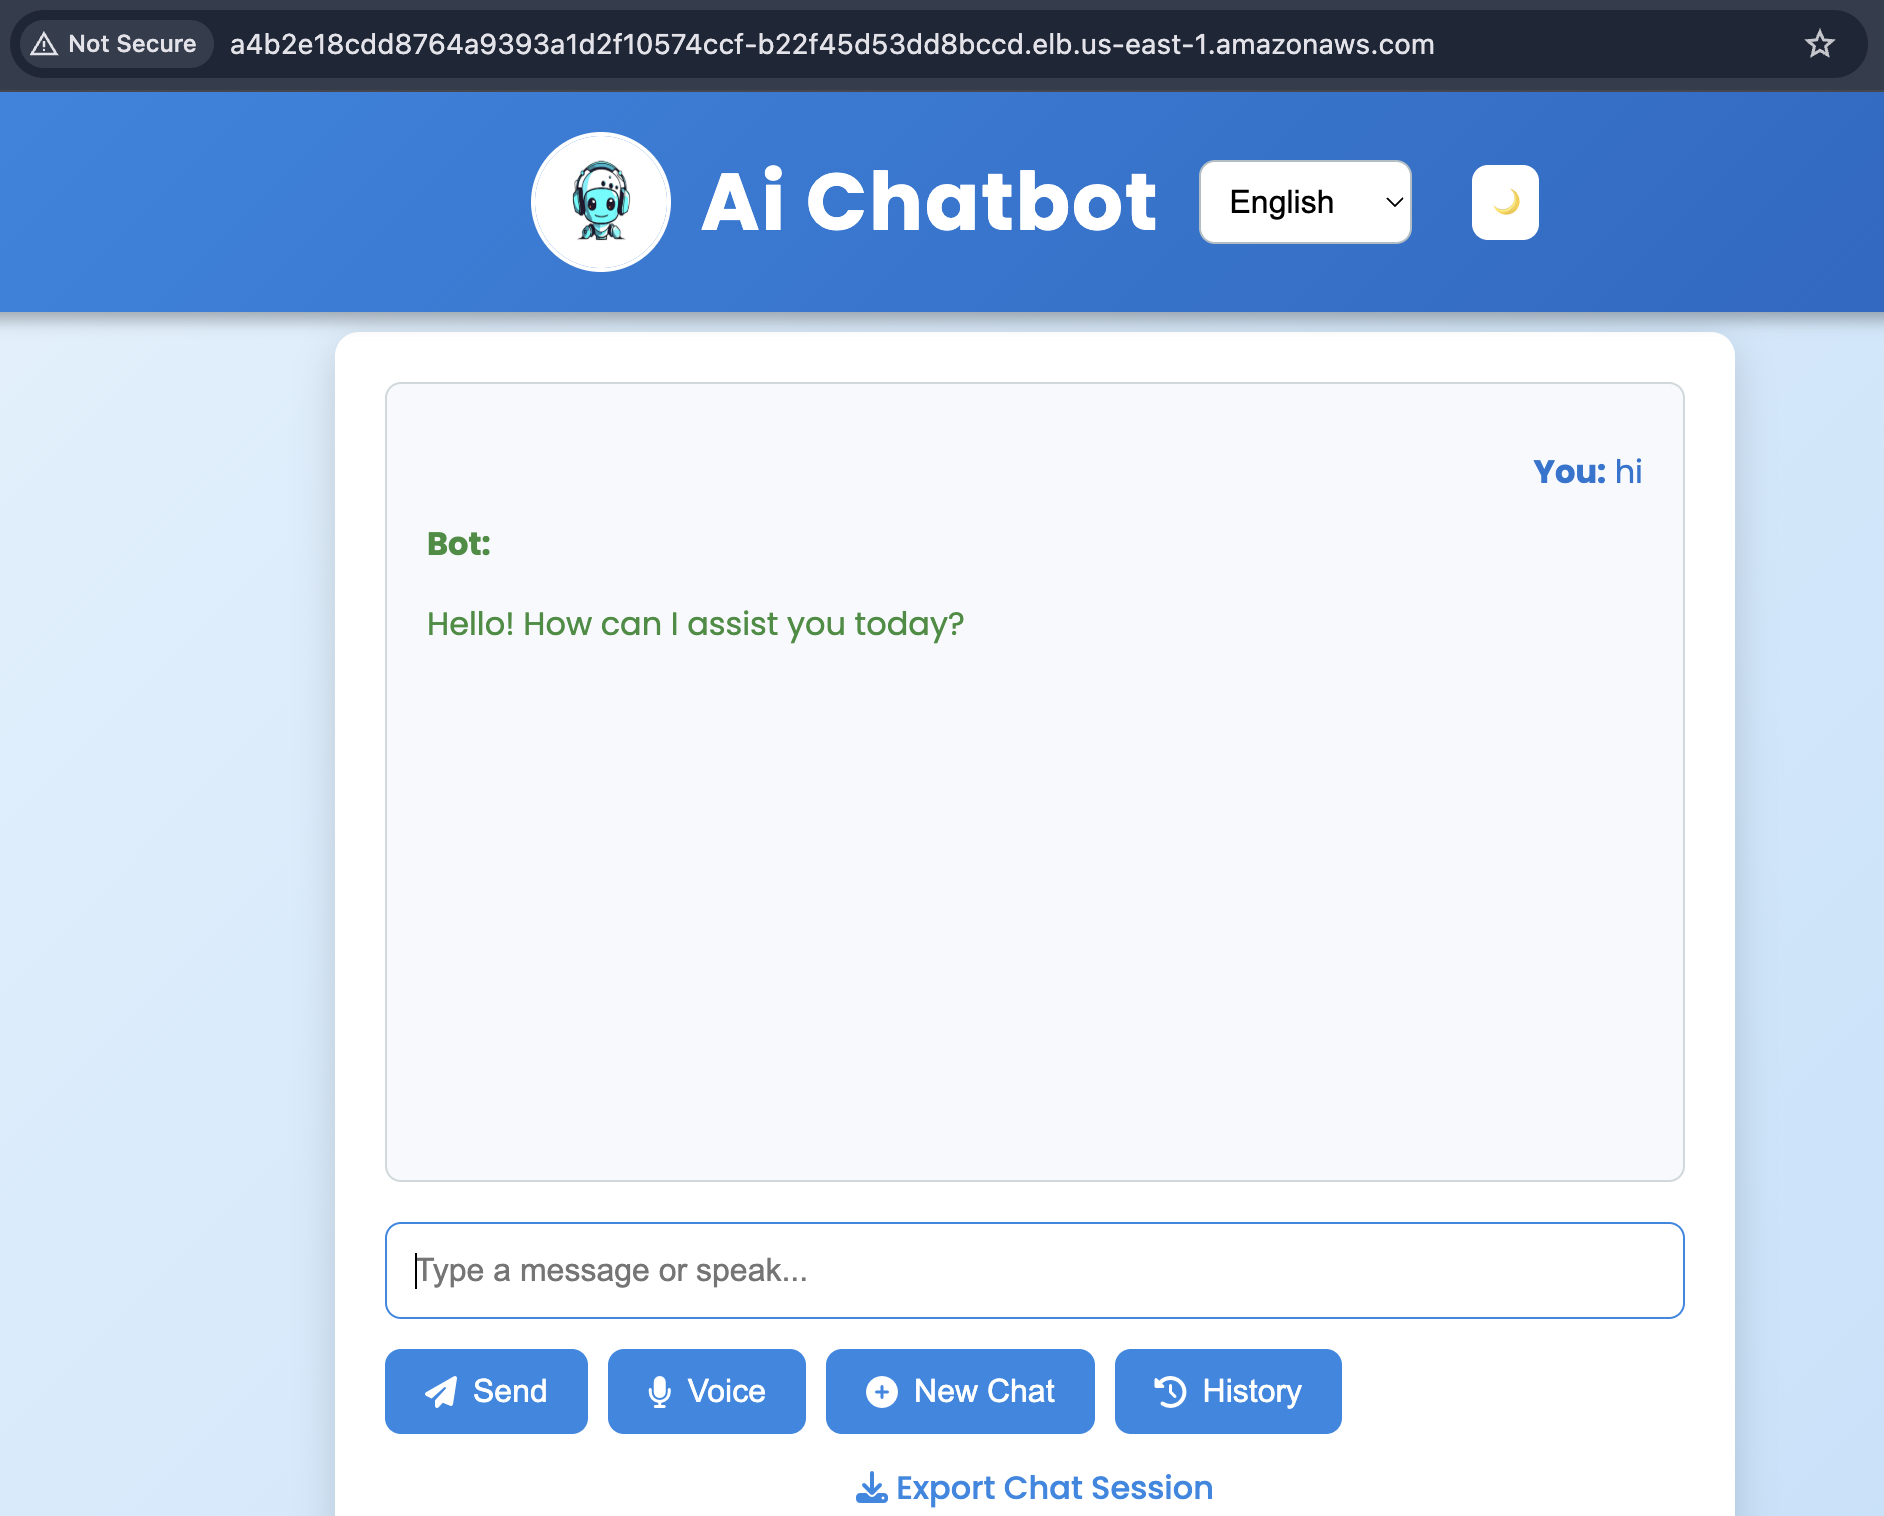 Not Secure a4b2e18cdd8764a9393a1d2f10574ccf-b22f45d53dd8bccd.elb.us-east-1.amazonaws.com
Ai Chatbot English
You: hi
Bot:
Hello! How can I assist you today?
Type a message or speak...
Send Voice New Chat History
Export Chat Session